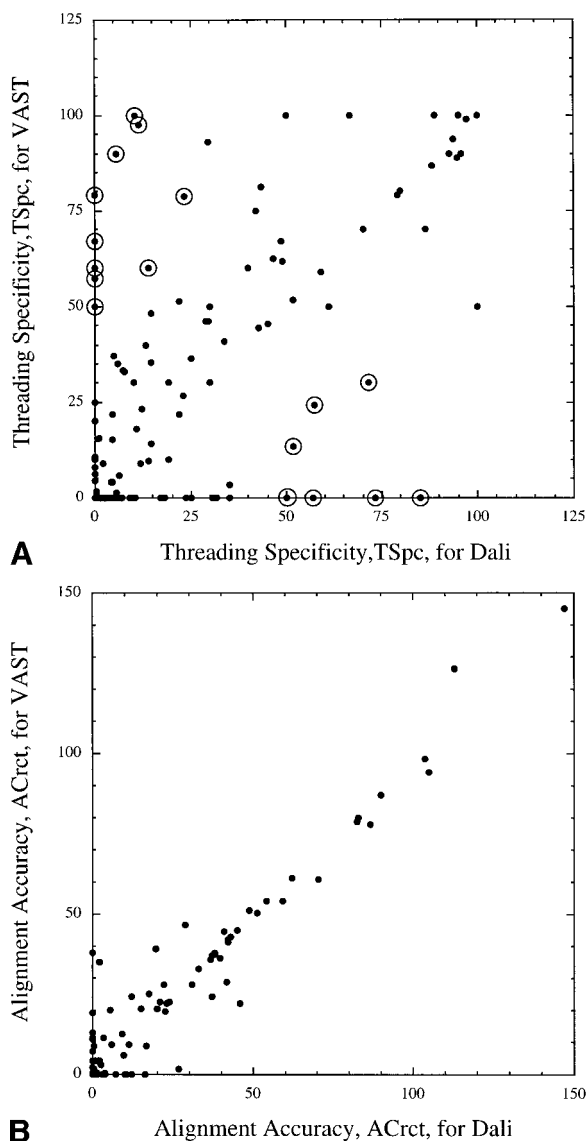 125
100
75
50
25
0
0 25 50 75 100 125
Threading Specificity,TSpc, for VAST
A Threading Specificity,TSpc, for Dali
150
100
50
0
0 50 100 150
Alignment Accuracy, ACrct, for VAST
B Alignment Accuracy, ACrct, for Dali